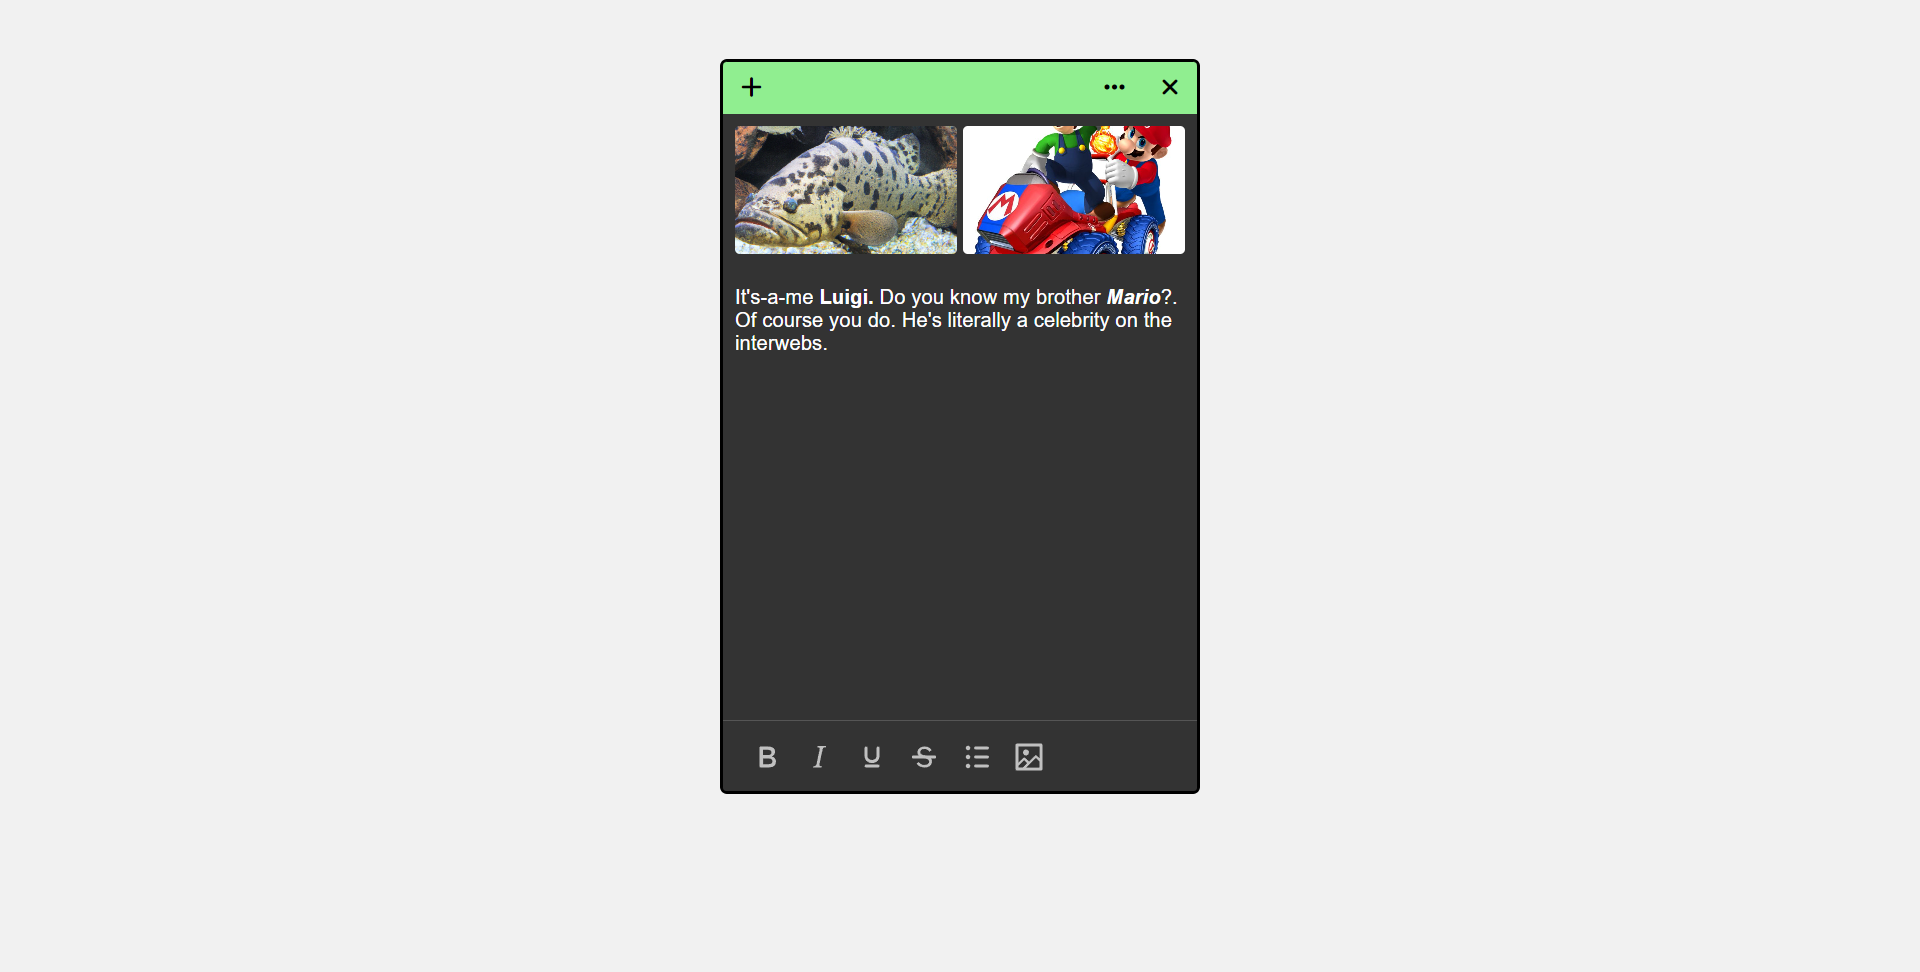 It's-a-me Luigi. Do you know my brother Mario?.
Of course you do. He's literally a celebrity on the
interwebs.